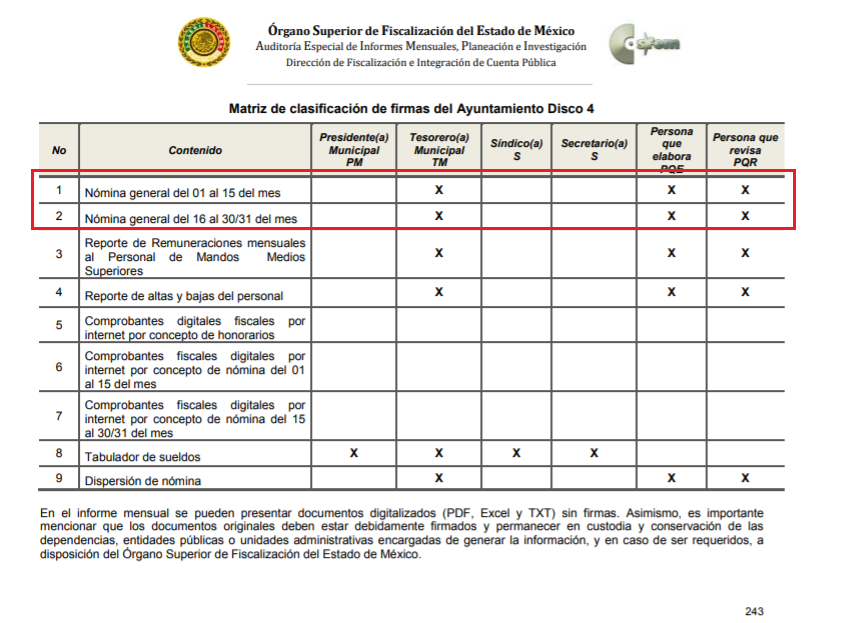 Órgano Superior de Fiscalización del Estado de México
Auditoría Especial de Informes Mensuales, Planeación e Investigación
Dirección de Fiscalización e Integración de Cuenta Pública
osfem
Matriz de clasificación de firmas del Ayuntamiento Disco 4
No Contenido Presidente(a) Municipal PM Tesorero(a) Municipal TM Síndico(a) S Secretario(a) S Persona que elabora PQE Persona que revisa PQR
1 Nómina general del 01 al 15 del mes X X X
2 Nómina general del 16 al 30/31 del mes X X X
3 Reporte de Remuneraciones mensuales
al Personal de Mandos Medios
Superiores X X X
4 Reporte de altas y bajas del personal X X X
5 Comprobantes digitales fiscales por
internet por concepto de honorarios
6 Comprobantes fiscales digitales por
internet por concepto de nómina del 01
al 15 del mes
7 Comprobantes fiscales digitales por
internet por concepto de nómina del 15
al 30/31 del mes
8 Tabulador de sueldos X X X X
9 Dispersión de nómina X X X
En el informe mensual se pueden presentar documentos digitalizados (PDF, Excel y TXT) sin firmas. Asimismo, es importante
mencionar que los documentos originales deben estar debidamente firmados y permanecer en custodia y conservación de las
dependencias, entidades públicas o unidades administrativas encargadas de generar la información, y en caso de ser requeridos, a
disposición del Órgano Superior de Fiscalización del Estado de México.
243